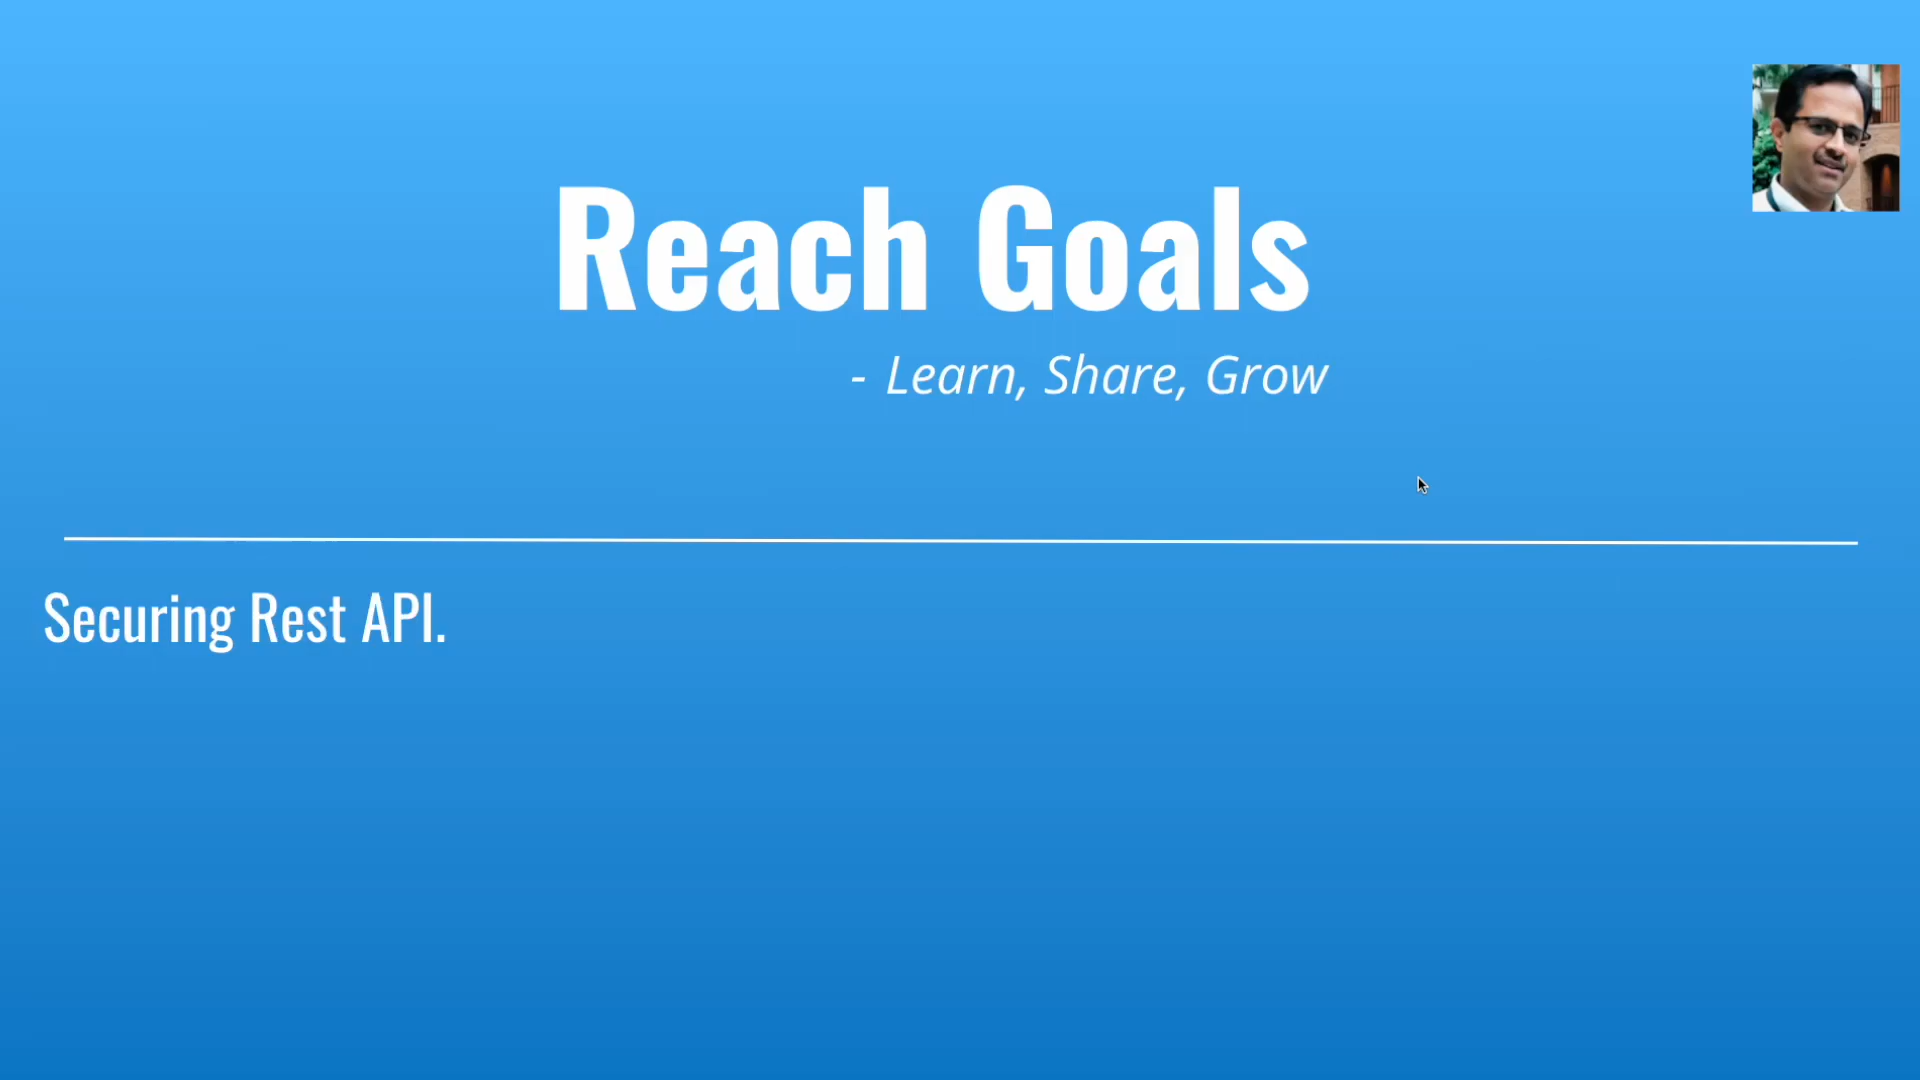 Reach Goals
- Learn, Share, Grow
Securing Rest API.